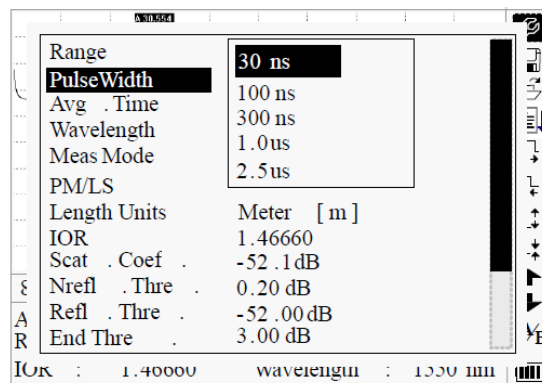 A 30.554
Range
PulseWidth
Avg . Time
Wavelength
Meas Mode
PM/LS
Length Units Meter [ m ]
IOR 1.46660
Scat . Coef . -52 .1dB
Nrefl . Thre . 0.20 dB
Refl . Thre . -52 .00dB
End Thre . 3.00 dB
30 ns
100 ns
300 ns
1.0us
2.5us
A
R
IOR : 1.46660 Wavelength : 1550 nm